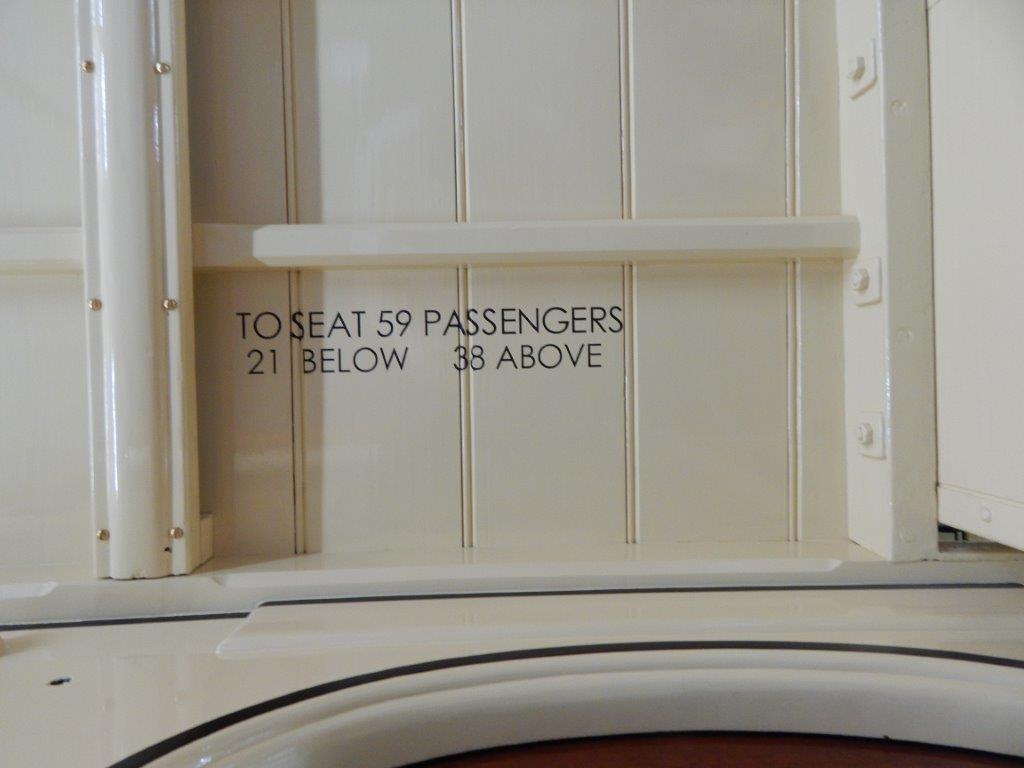 TO SEAT 59 PASSENGERS
21 BELOW 38 ABOVE